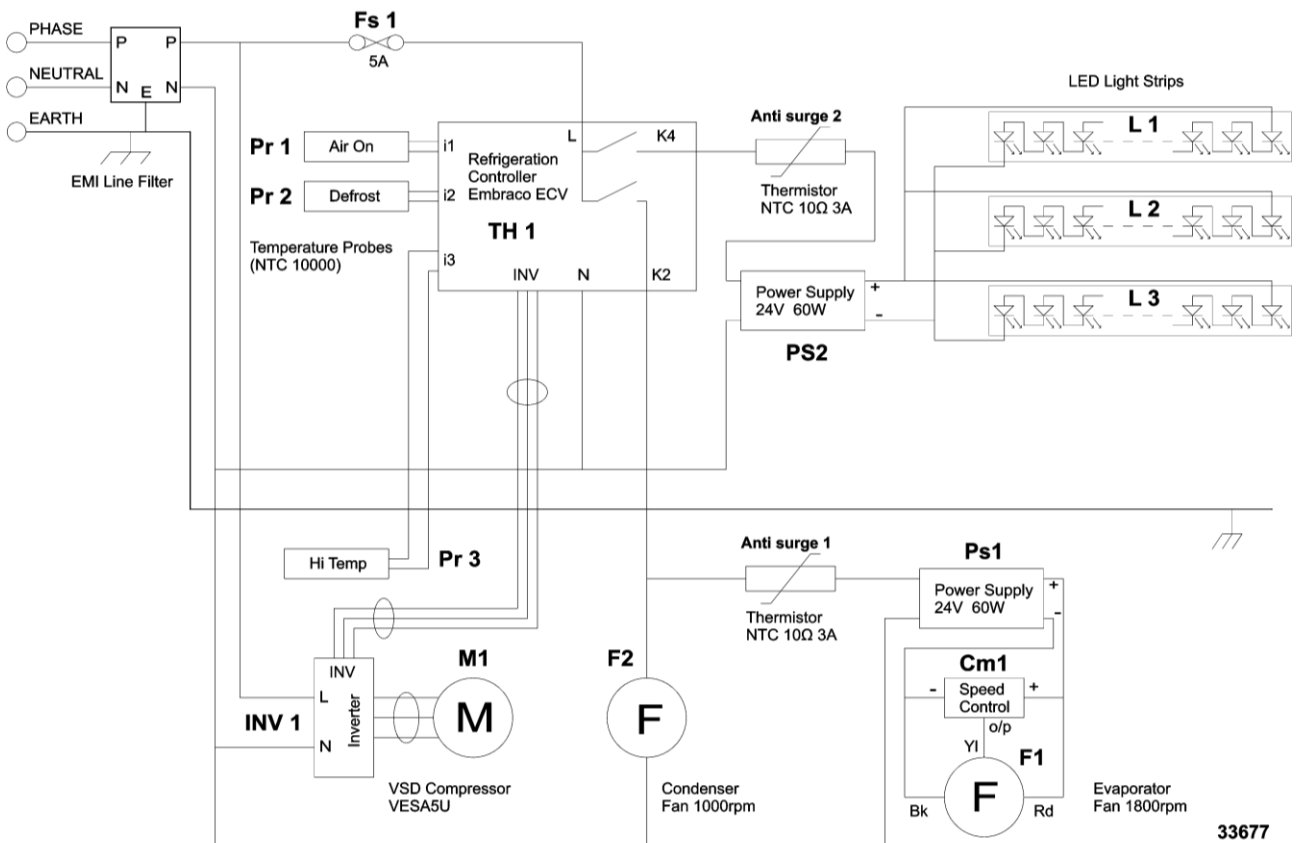 PHASE
P
P
NEUTRAL
N
E
N
EARTH
EMI Line Filter
Fs 1
5A
Pr 1
Air On
i1
Pr 2
Defrost
i2
Temperature Probes
(NTC 10000)
i3
L
K4
Refrigeration
Controller
Embraco ECV
TH 1
INV
N
K2
Anti surge 2
Thermistor
NTC 10Ω 3A
Power Supply
24V 60W
+
-
PS2
LED Light Strips
L 1
L 2
L 3
Hi Temp
Pr 3
INV
L
N
Inverter
INV 1
M1
M
VSD Compressor
VESA5U
F2
F
Condenser
Fan 1000rpm
Anti surge 1
Thermistor
NTC 10Ω 3A
Ps1
Power Supply
24V 60W
+
-
Cm1
-
Speed
Control
+
o/p
Yl
F1
F
Bk
Rd
Evaporator
Fan 1800rpm
33677